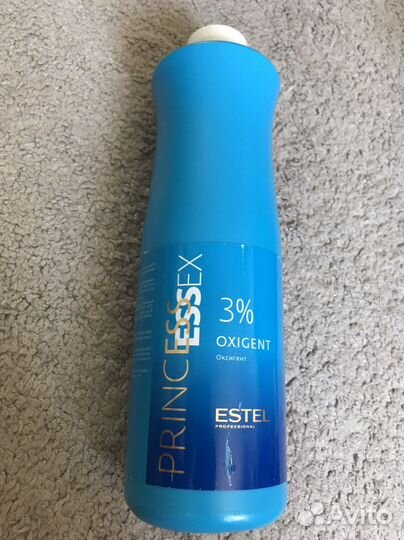 PRINCESS
ESSEX
3%
OXIGENT
Оксигент
ESTEL
PROFESSIONAL
Avito